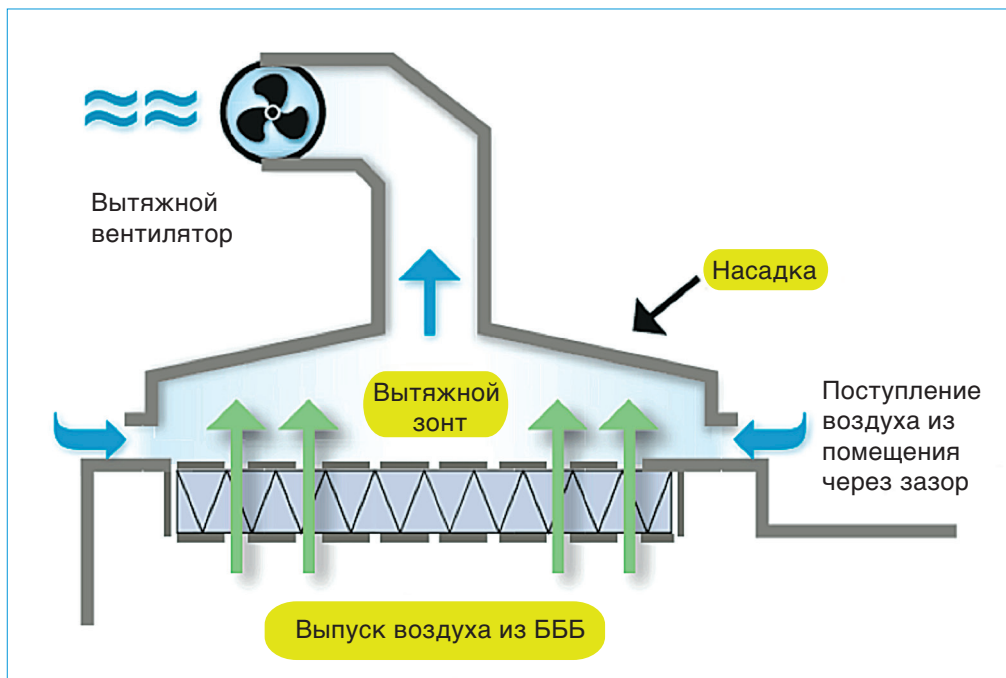 Вытяжной
вентилятор
Насадка
Вытяжной
зонт
Поступление
воздуха из
помещения
через зазор
Выпуск воздуха из БББ